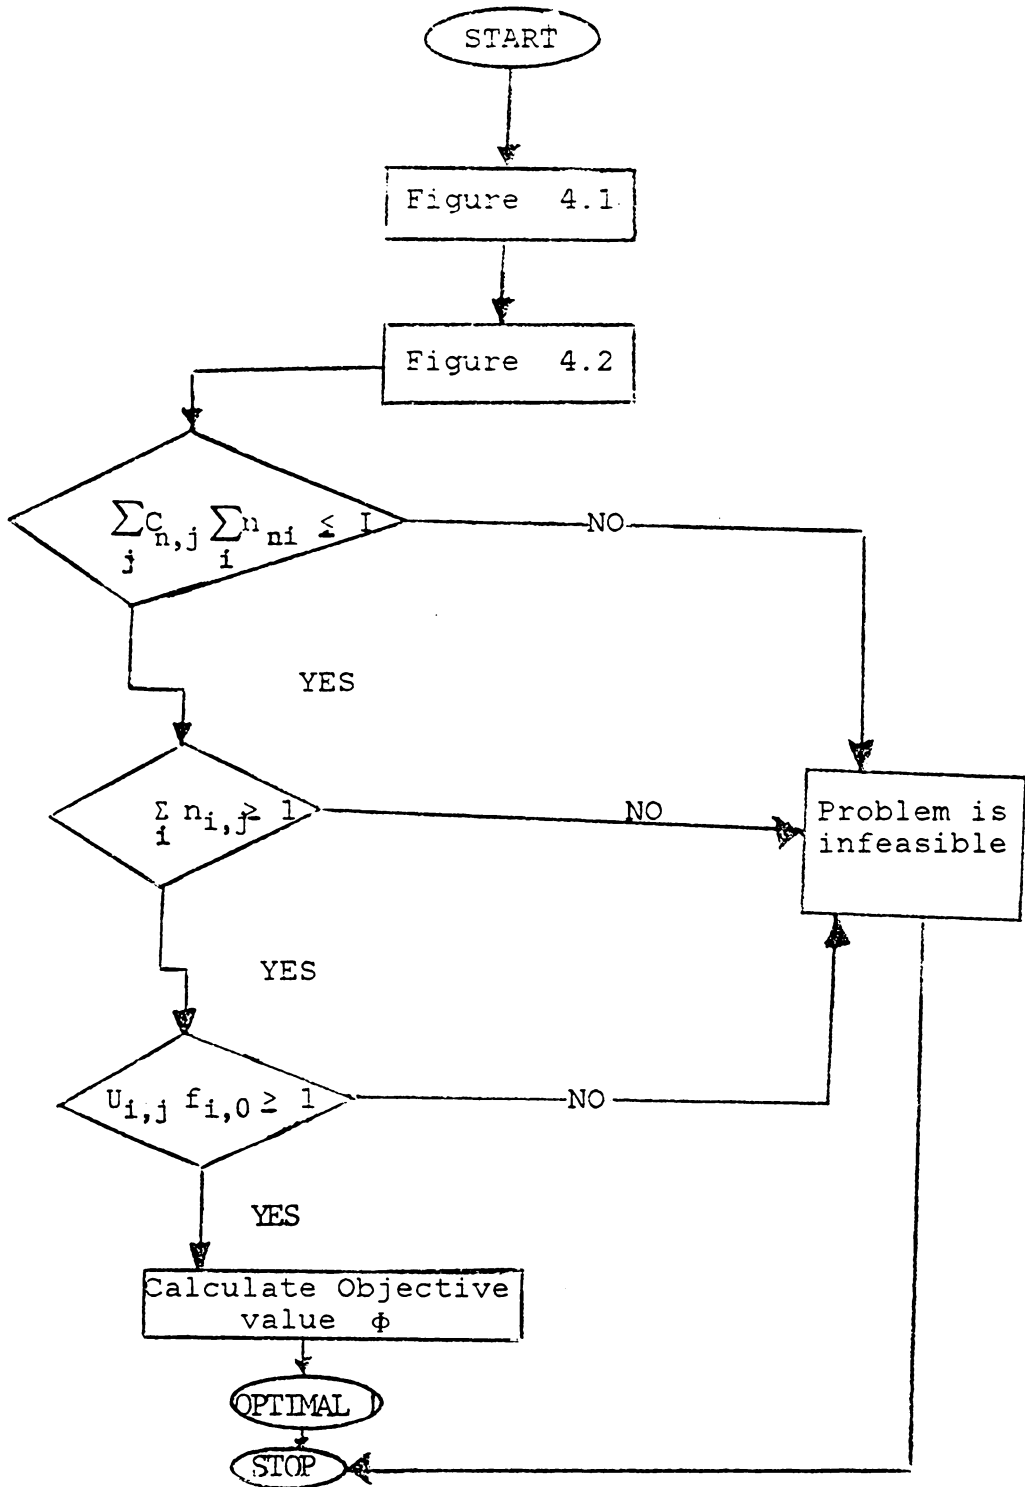 START
Figure 4.1
Figure 4.2
∑ C_{n,j} ∑ n_{ni} ≤ I
j i
NO
YES
Σ n_{i,j} ≥ 1
i
NO
Problem is
infeasible
YES
U_{i,j} f_{i,0} ≥ 1
NO
YES
Calculate Objective
value Φ
OPTIMAL
STOP